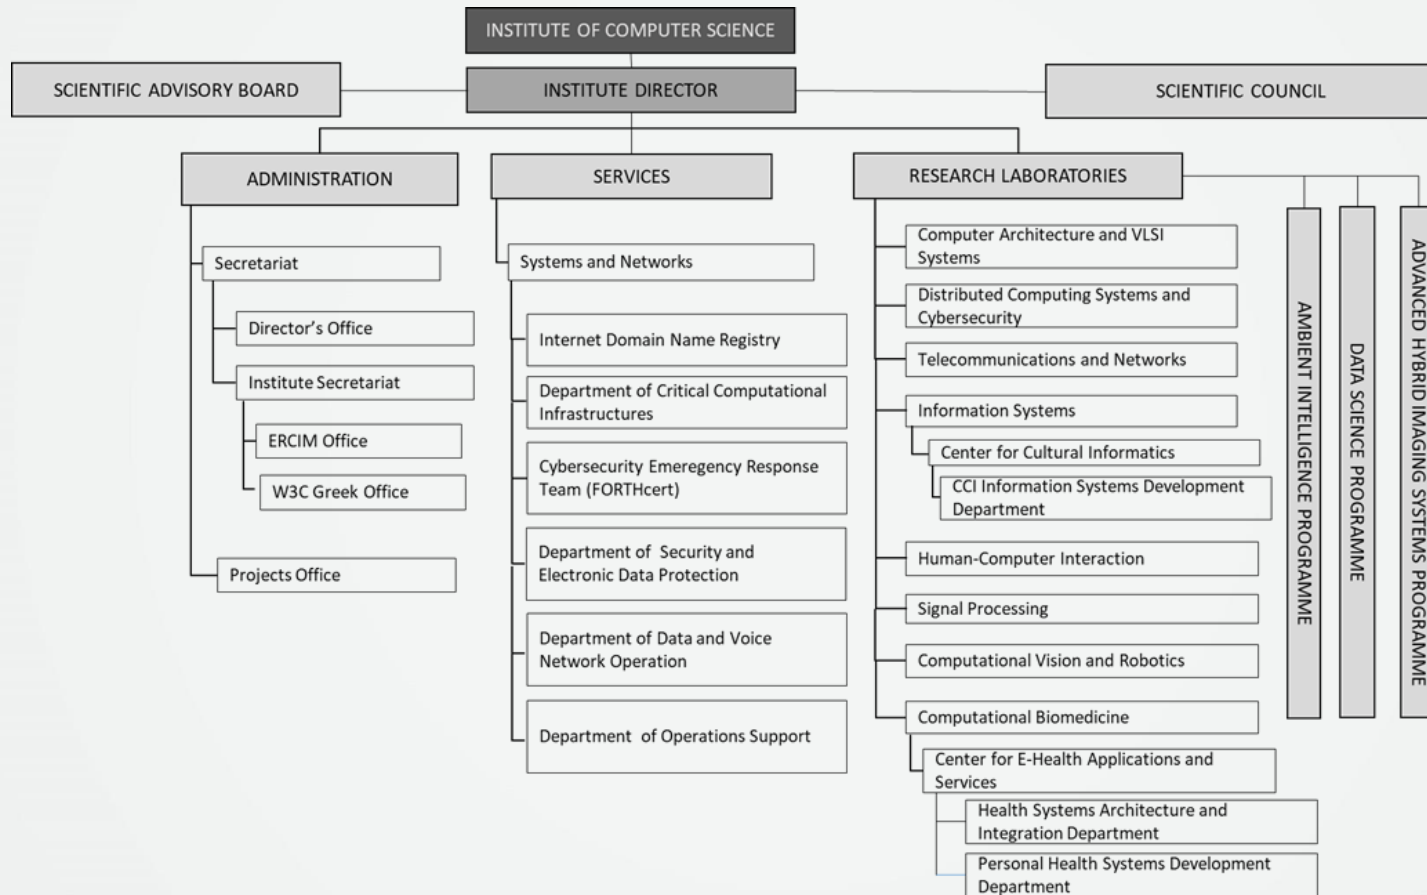 INSTITUTE OF COMPUTER SCIENCE
SCIENTIFIC ADVISORY BOARD
INSTITUTE DIRECTOR
SCIENTIFIC COUNCIL
ADMINISTRATION
Secretariat
Director's Office
Institute Secretariat
ERCIM Office
W3C Greek Office
Projects Office
SERVICES
Systems and Networks
Internet Domain Name Registry
Department of Critical Computational
Infrastructures
Cybersecurity Emeregency Response
Team (FORTHcert)
Department of  Security and
Electronic Data Protection
Department of Data and Voice
Network Operation
Department  of Operations Support
RESEARCH LABORATORIES
Computer Architecture and VLSI
Systems
Distributed Computing Systems and
Cybersecurity
Telecommunications and Networks
Information Systems
Center for Cultural Informatics
CCI Information Systems Development
Department
Human-Computer Interaction
Signal Processing
Computational Vision and Robotics
Computational Biomedicine
Center for E-Health Applications and
Services
Health Systems Architecture and
Integration Department
Personal Health Systems Development
Department
AMBIENT INTELLIGENCE PROGRAMME
DATA SCIENCE PROGRAMME
ADVANCED HYBRID IMAGING SYSTEMS PROGRAMME